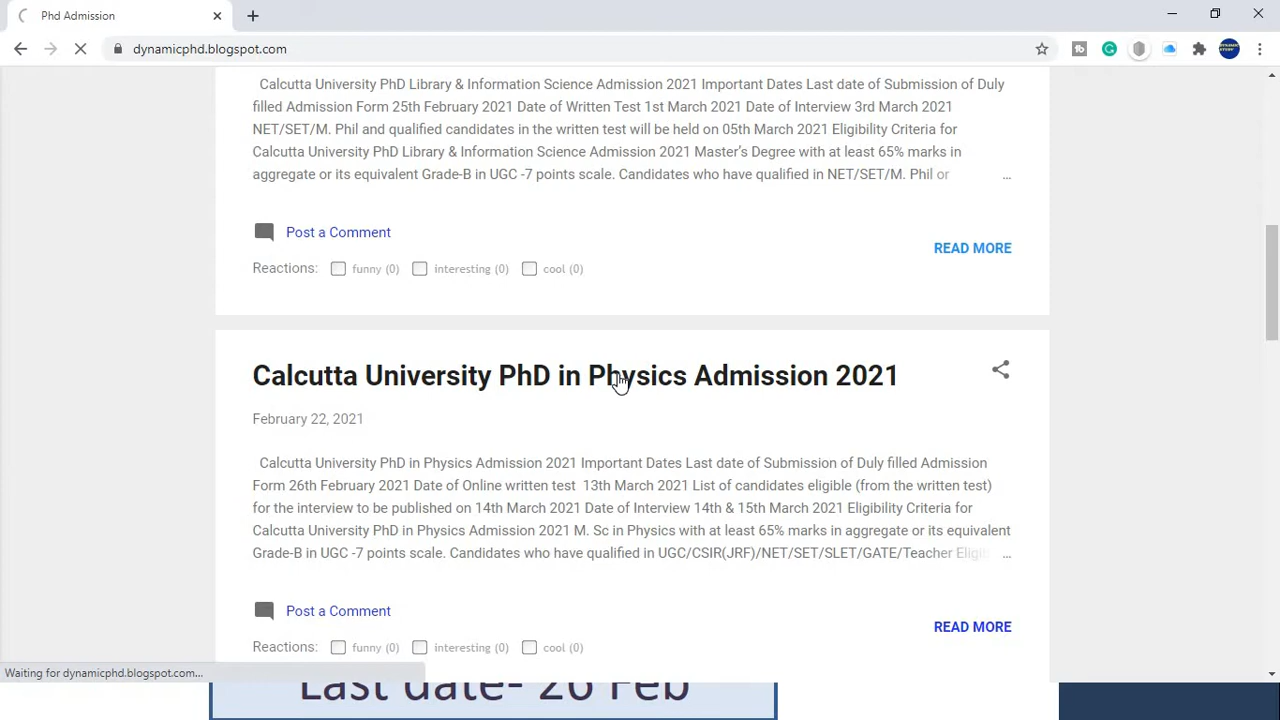 Phd Admission
dynamicphd.blogspot.com
Calcutta University PhD Library & Information Science Admission 2021 Important Dates Last date of Submission of Duly
filled Admission Form 25th February 2021 Date of Written Test 1st March 2021 Date of Interview 3rd March 2021
NET/SET/M. Phil and qualified candidates in the written test will be held on 05th March 2021 Eligibility Criteria for
Calcutta University PhD Library & Information Science Admission 2021 Master's Degree with at least 65% marks in
aggregate or its equivalent Grade-B in UGC -7 points scale. Candidates who have qualified in NET/SET/M. Phil or ...
Post a Comment
READ MORE
Reactions: funny (0) interesting (0) cool (0)
Calcutta University PhD in Physics Admission 2021
February 22, 2021
Calcutta University PhD in Physics Admission 2021 Important Dates Last date of Submission of Duly filled Admission
Form 26th February 2021 Date of Online written test 13th March 2021 List of candidates eligible (from the written test)
for the interview to be published on 14th March 2021 Date of Interview 14th & 15th March 2021 Eligibility Criteria for
Calcutta University PhD in Physics Admission 2021 M. Sc in Physics with at least 65% marks in aggregate or its equivalent
Grade-B in UGC -7 points scale. Candidates who have qualified in UGC/CSIR(JRF)/NET/SET/SLET/GATE/Teacher Eligi ...
Post a Comment
READ MORE
Reactions: funny (0) interesting (0) cool (0)
Waiting for dynamicphd.blogspot.com...
Last date- 26 Feb